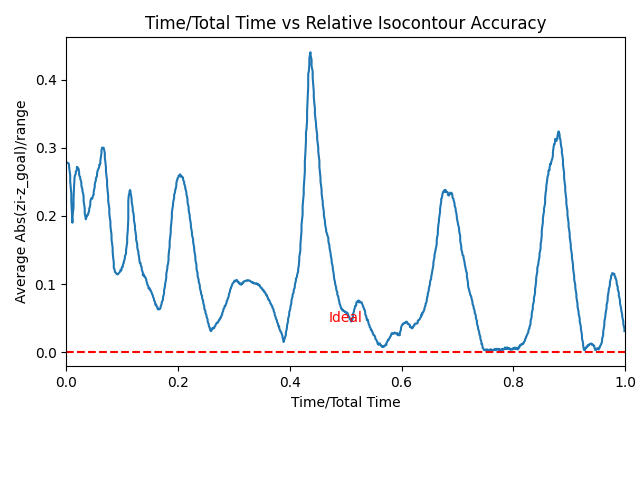 Time/Total Time vs Relative Isocontour Accuracy
Average Abs(zi-z_goal)/range
0.4
0.3
0.2
0.1
0.0
Ideal
0.0 0.2 0.4 0.6 0.8 1.0
Time/Total Time